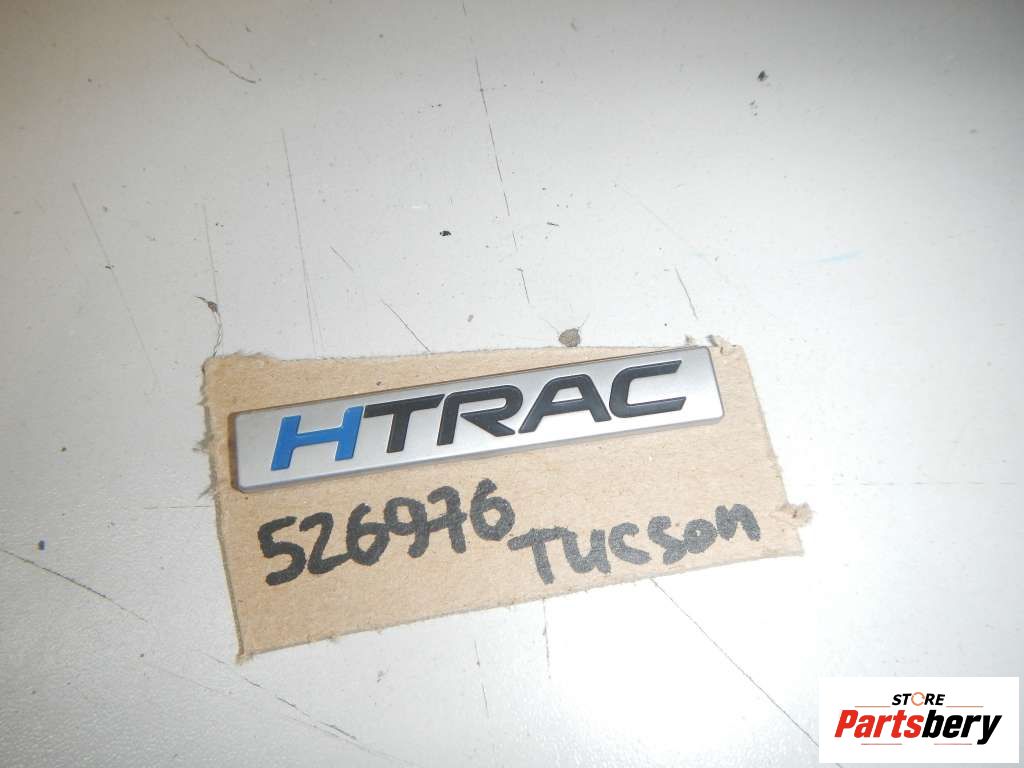 HTRAC
526976 Tucson
STORE
Partsbery